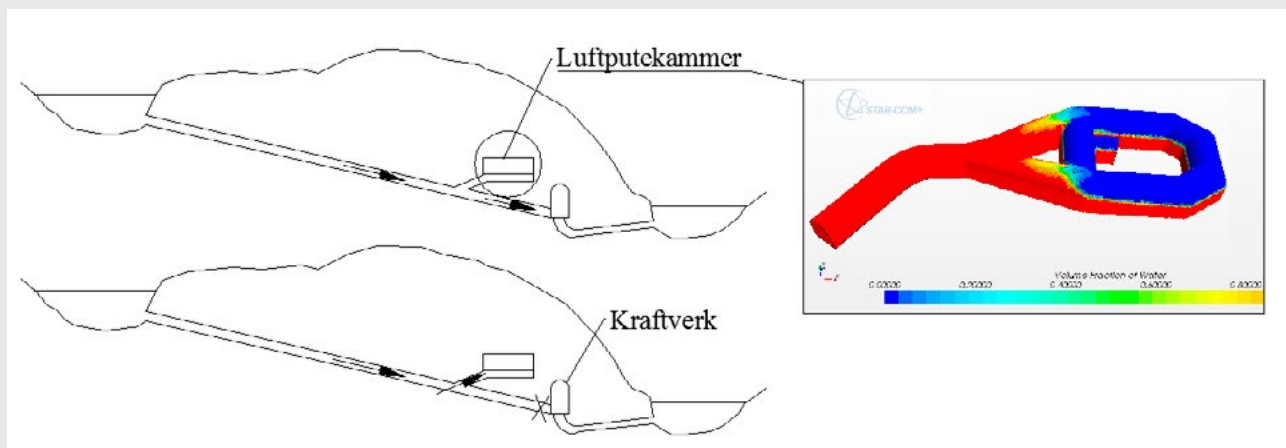 Luftputekammer
STAR-CCM+
Kraftverk
Volume Fraction of Water
0.00000 0.20000 0.40000 0.60000 0.80000